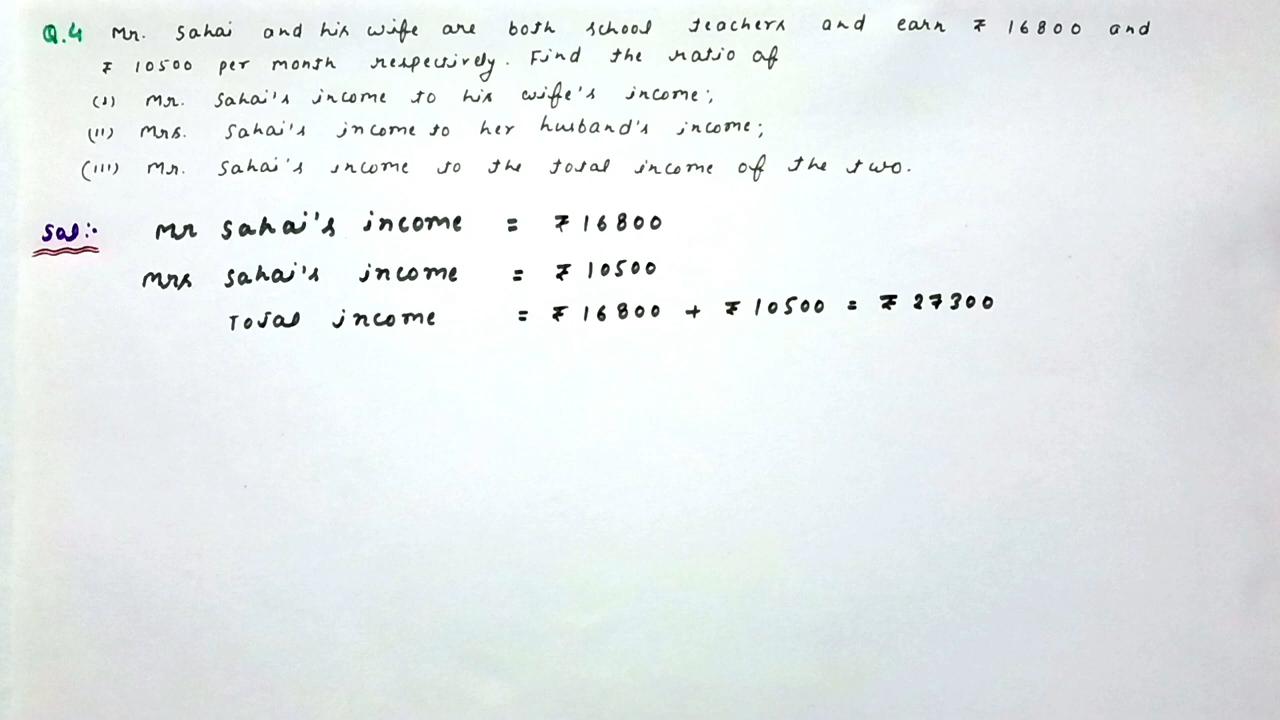 Q.4 Mr. Sahai and his wife are both school teachers and earn ₹ 16800 and
₹ 10500 per month respectively. Find the ratio of
(i) Mr. Sahai's income to his wife's income;
(ii) Mrs. Sahai's income to her husband's income;
(iii) Mr. Sahai's income to the total income of the two.
Sol:- Mr Sahai's income = ₹ 16800
Mrs Sahai's income = ₹ 10500
Total income = ₹ 16800 + ₹ 10500 = ₹ 27300